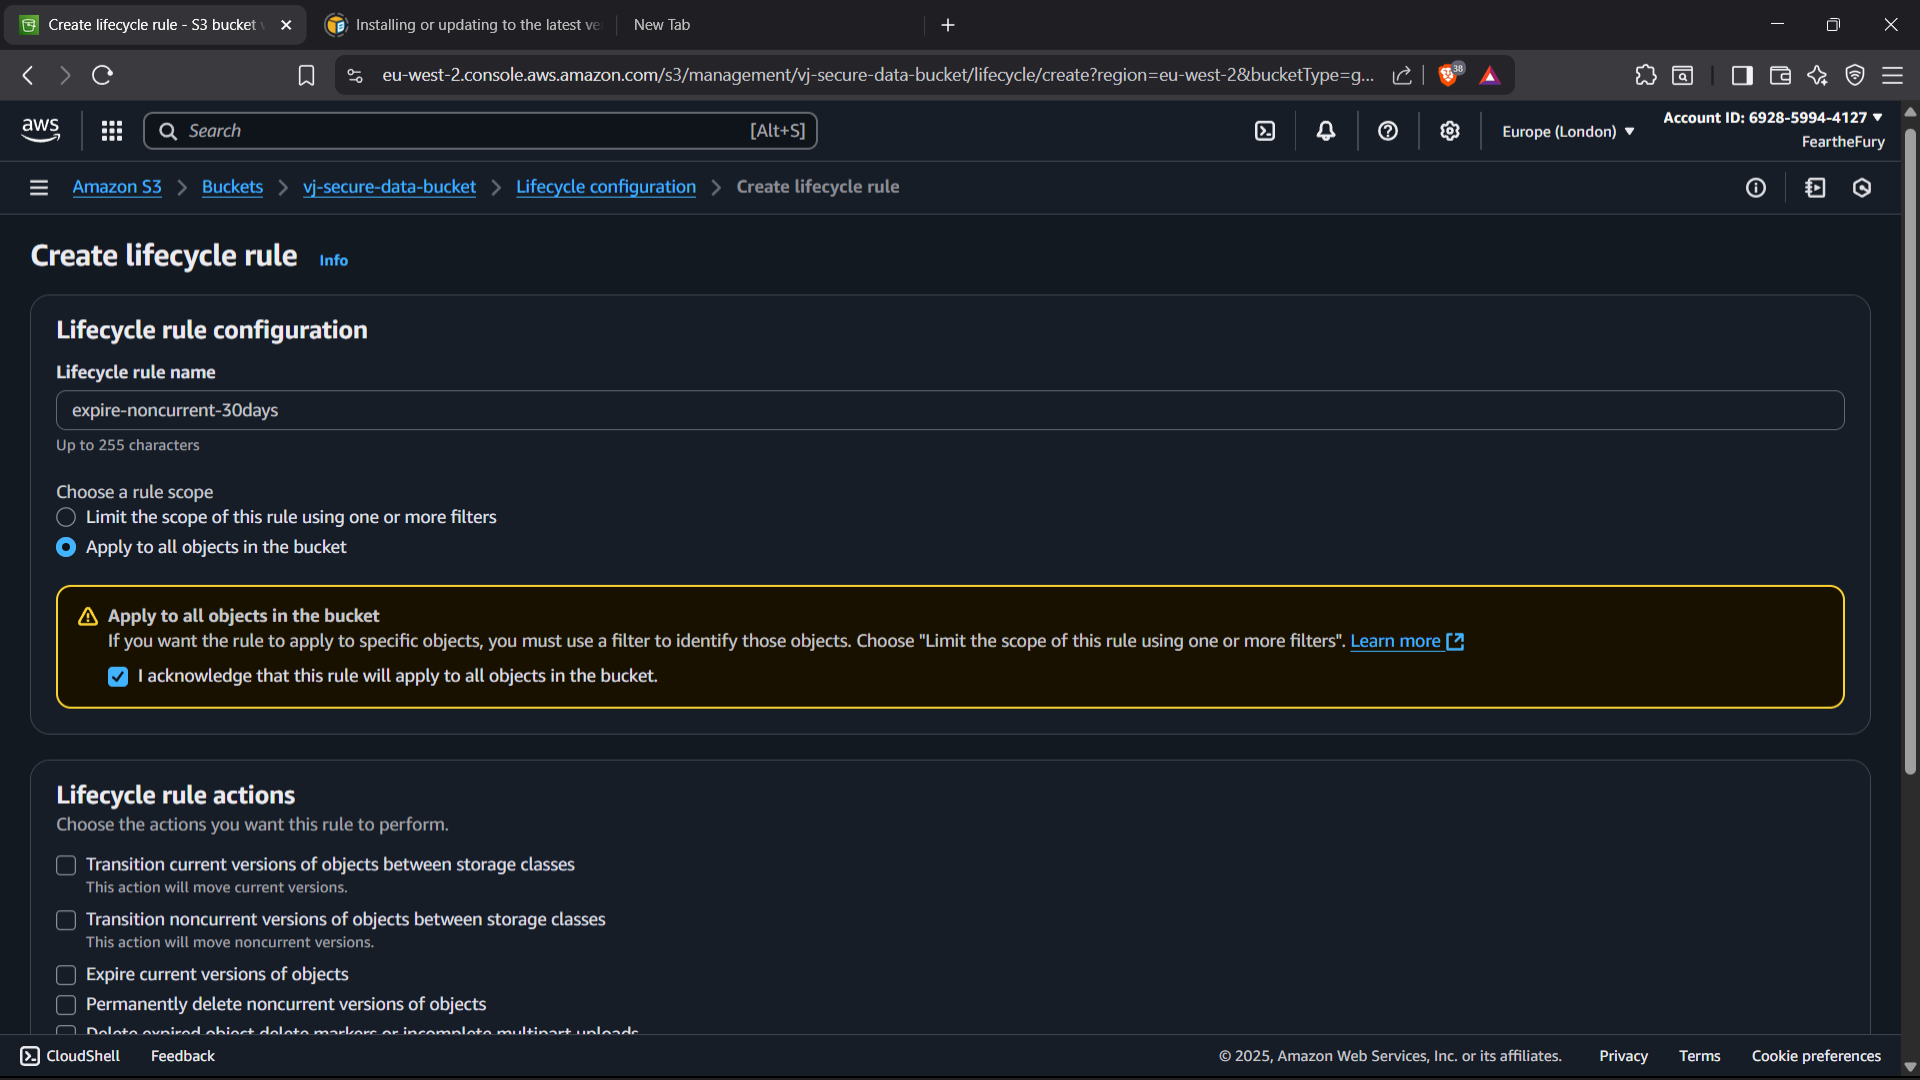 Create lifecycle rule - S3 bucket
Installing or updating to the latest ve
New Tab
eu-west-2.console.aws.amazon.com/s3/management/vj-secure-data-bucket/lifecycle/create?region=eu-west-2&bucketType=g...
38
aws
Search
[Alt+S]
Europe (London)
Account ID: 6928-5994-4127
FeartheFury
Amazon S3
Buckets
vj-secure-data-bucket
Lifecycle configuration
Create lifecycle rule
Create lifecycle rule
Info
Lifecycle rule configuration
Lifecycle rule name
expire-noncurrent-30days
Up to 255 characters
Choose a rule scope
Limit the scope of this rule using one or more filters
Apply to all objects in the bucket
Apply to all objects in the bucket
If you want the rule to apply to specific objects, you must use a filter to identify those objects. Choose "Limit the scope of this rule using one or more filters". Learn more
I acknowledge that this rule will apply to all objects in the bucket.
Lifecycle rule actions
Choose the actions you want this rule to perform.
Transition current versions of objects between storage classes
This action will move current versions.
Transition noncurrent versions of objects between storage classes
This action will move noncurrent versions.
Expire current versions of objects
Permanently delete noncurrent versions of objects
Delete expired object delete markers or incomplete multipart uploads
CloudShell
Feedback
© 2025, Amazon Web Services, Inc. or its affiliates.
Privacy
Terms
Cookie preferences